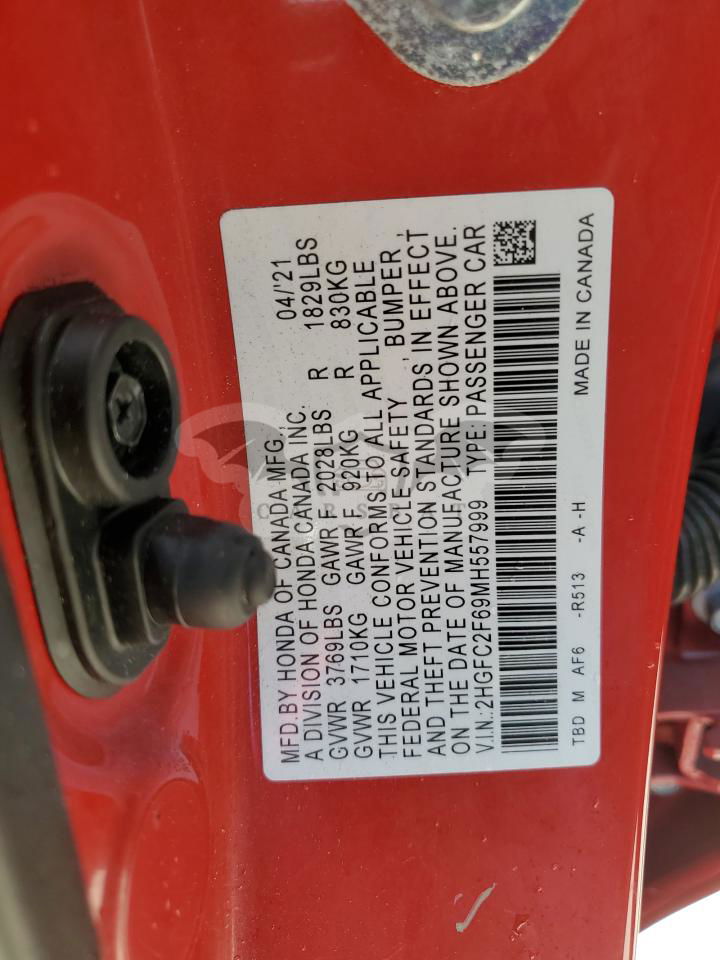 MFD.BY HONDA OF CANADA MFG., 04/'21
A DIVISION OF HONDA CANADA INC.
GVWR 3769LBS GAWR F 2028LBS R 1829LBS
GVWR 1710KG GAWR F 920KG R 830KG
THIS VEHICLE CONFORMS TO ALL APPLICABLE
FEDERAL MOTOR VEHICLE SAFETY , BUMPER ,
AND THEFT PREVENTION STANDARDS IN EFFECT
ON THE DATE OF MANUFACTURE SHOWN ABOVE.
V.I.N.:2HGFC2F69MH557999 TYPE: PASSENGER CAR
TBD M AF6 -R513 -A -H MADE IN CANADA